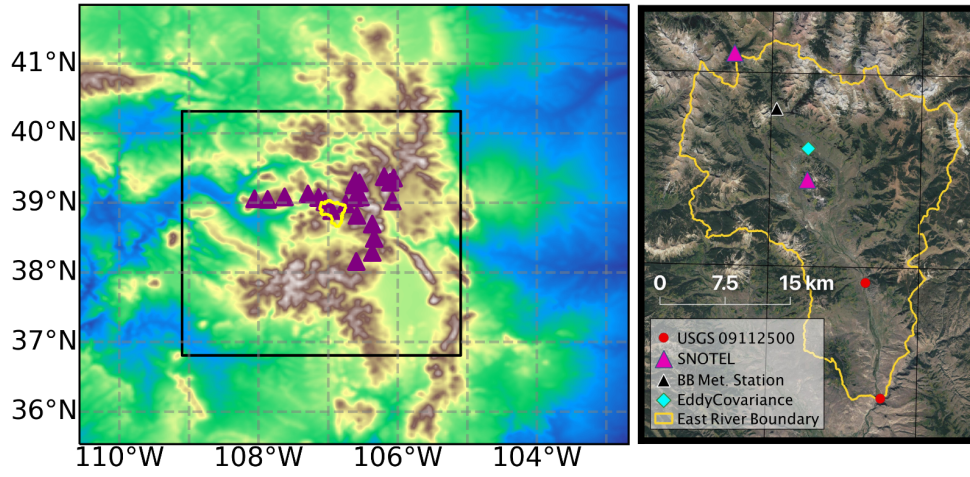 41°N
40°N
39°N
38°N
37°N
36°N
110°W 108°W 106°W 104°W
0 7.5 15 km
USGS 09112500
SNOTEL
BB Met. Station
EddyCovariance
East River Boundary